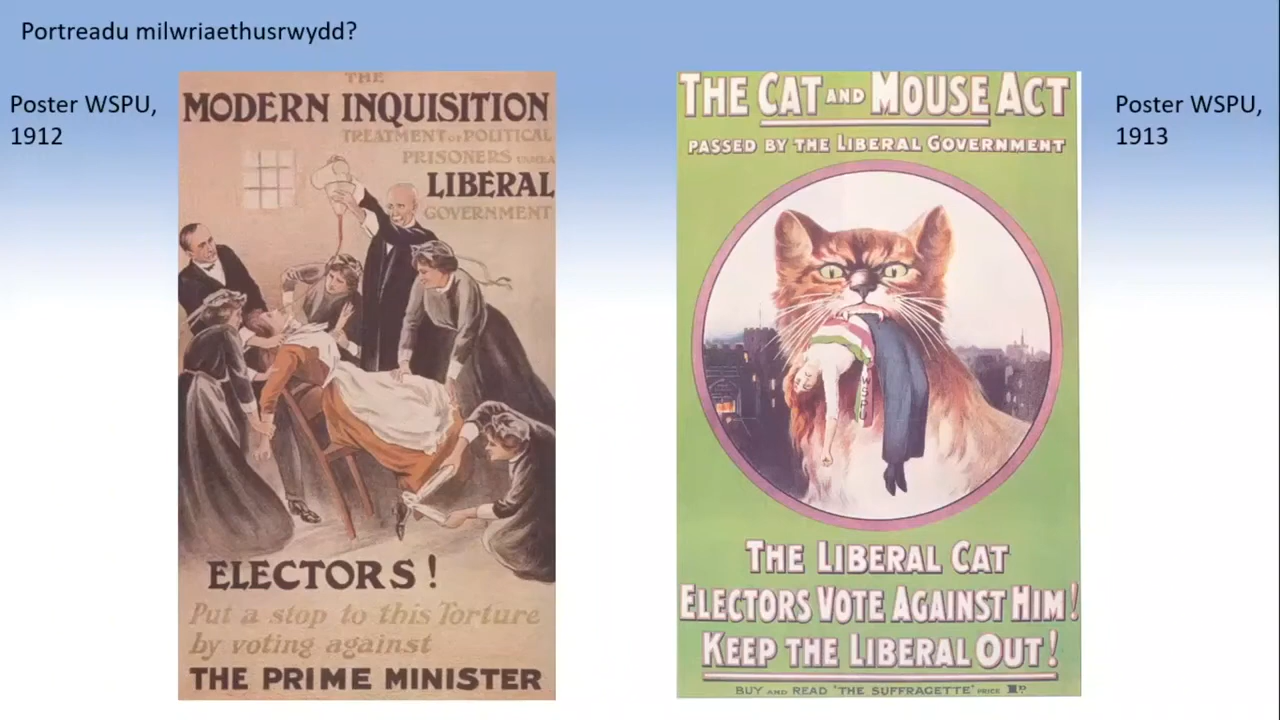 Portreadu milwriaethusrwydd?
Poster WSPU,
1912
THE
MODERN INQUISITION
TREATMENT OF POLITICAL
PRISONERS UNDER A
LIBERAL
GOVERNMENT
ELECTORS!
Put a stop to this Torture
by voting against
THE PRIME MINISTER
THE CAT AND MOUSE ACT
PASSED BY THE LIBERAL GOVERNMENT
WSPU
THE LIBERAL CAT
ELECTORS VOTE AGAINST HIM!
KEEP THE LIBERAL OUT!
BUY AND READ "THE SUFFRAGETTE" PRICE 1D
Poster WSPU,
1913